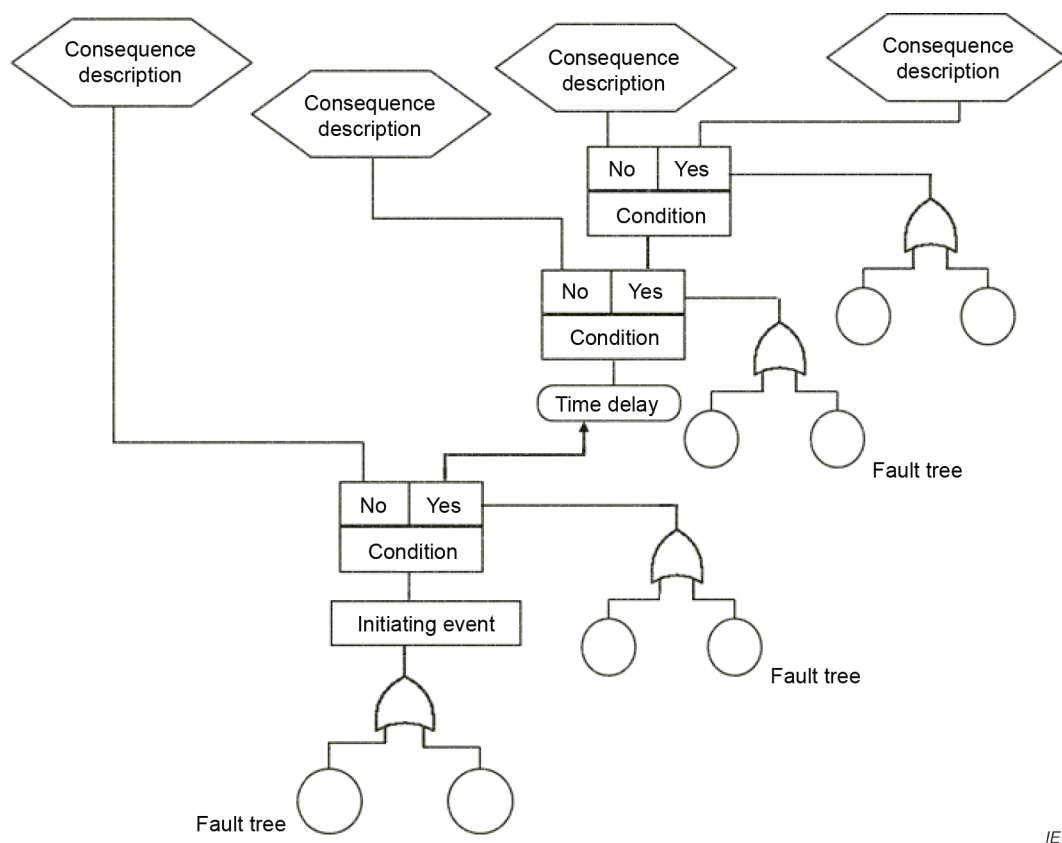 Consequence
description
Consequence
description
Consequence
description
Consequence
description
No
Yes
Condition
No
Yes
Condition
Time delay
Fault tree
No
Yes
Condition
Initiating event
Fault tree
Fault tree